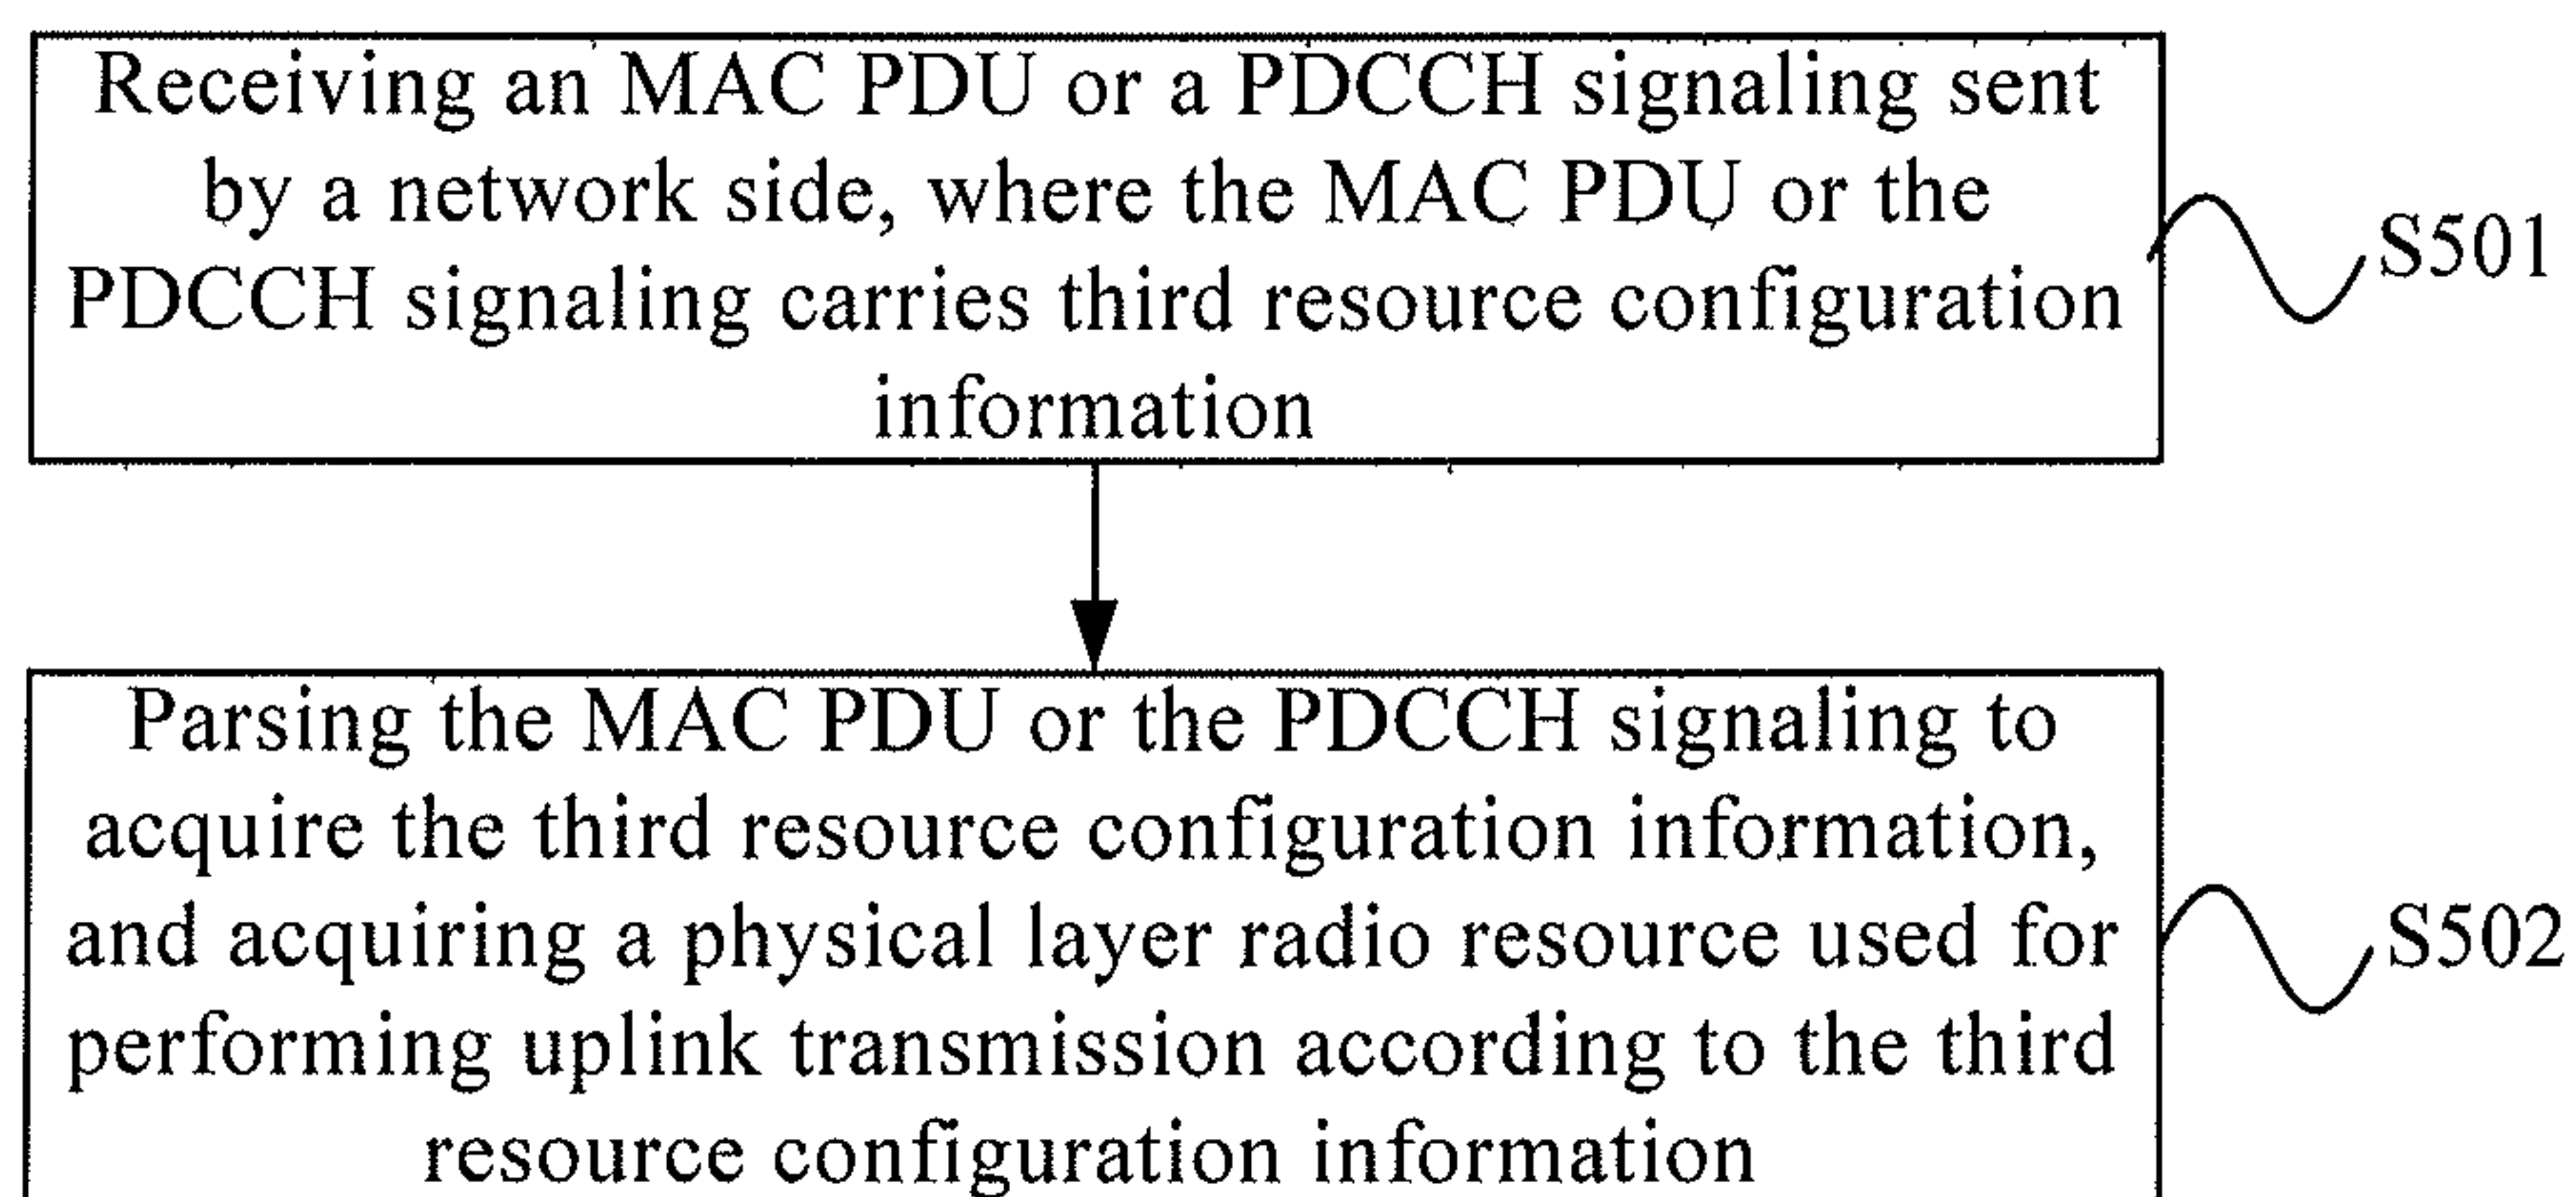 Receiving an MAC PDU or a PDCCH signaling sent
by a network side, where the MAC PDU or the
PDCCH signaling carries third resource configuration
information
S501
Parsing the MAC PDU or the PDCCH signaling to
acquire the third resource configuration information,
and acquiring a physical layer radio resource used for
performing uplink transmission according to the third
resource configuration information
S502